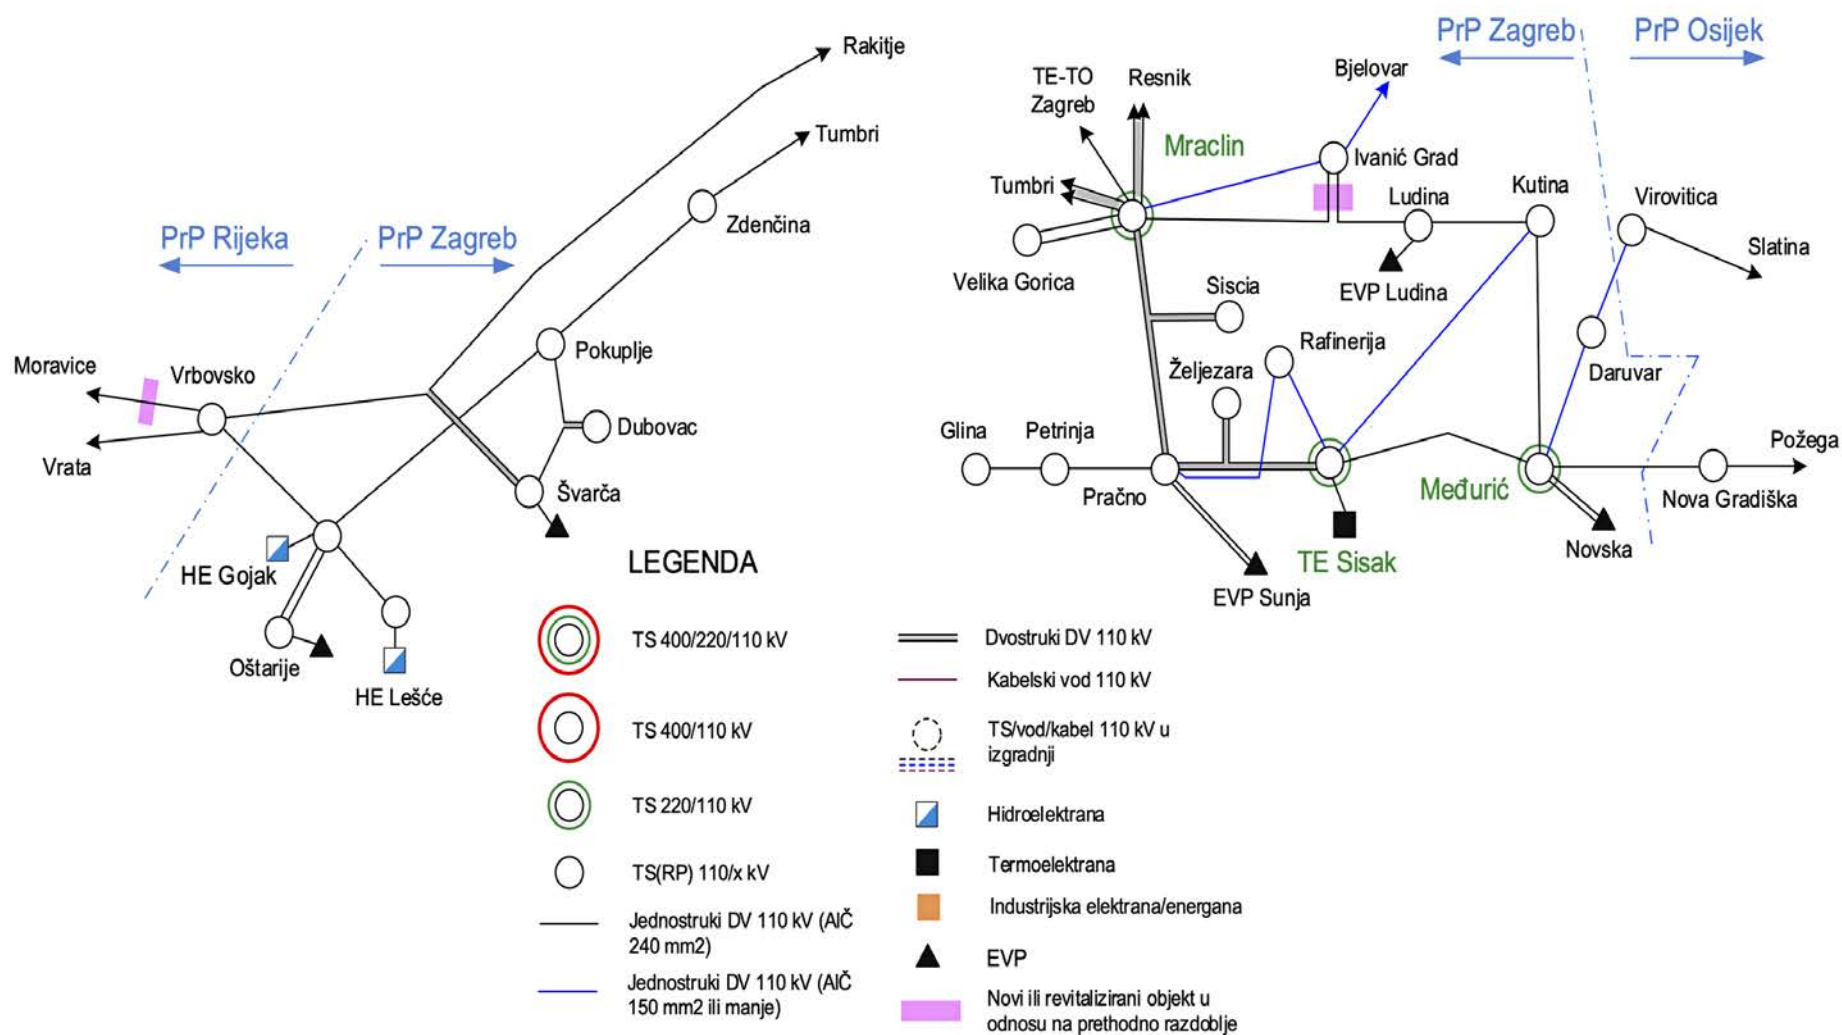 Rakitje
Tumbri
Zdenčina
PrP Rijeka
PrP Zagreb
Pokuplje
Moravice
Vrbovsko
Dubovac
Vrata
Švarča
HE Gojak
Oštarije
HE Lešće
PrP Zagreb
PrP Osijek
TE-TO
Zagreb
Resnik
Bjelovar
Mraclin
Ivanić Grad
Tumbri
Ludina
Kutina
Virovitica
Slatina
Velika Gorica
Siscia
EVP Ludina
Rafinerija
Željezara
Daruvar
Glina
Petrinja
Pračno
Međurić
Požega
Nova Gradiška
Novska
TE Sisak
EVP Sunja
LEGENDA
TS 400/220/110 kV
TS 400/110 kV
TS 220/110 kV
TS(RP) 110/x kV
Jednostruki DV 110 kV (AlČ
240 mm2)
Jednostruki DV 110 kV (AlČ
150 mm2 ili manje)
Dvostruki DV 110 kV
Kabelski vod 110 kV
TS/vod/kabel 110 kV u
izgradnji
Hidroelektrana
Termoelektrana
Industrijska elektrana/energana
EVP
Novi ili revitalizirani objekt u
odnosu na prethodno razdoblje